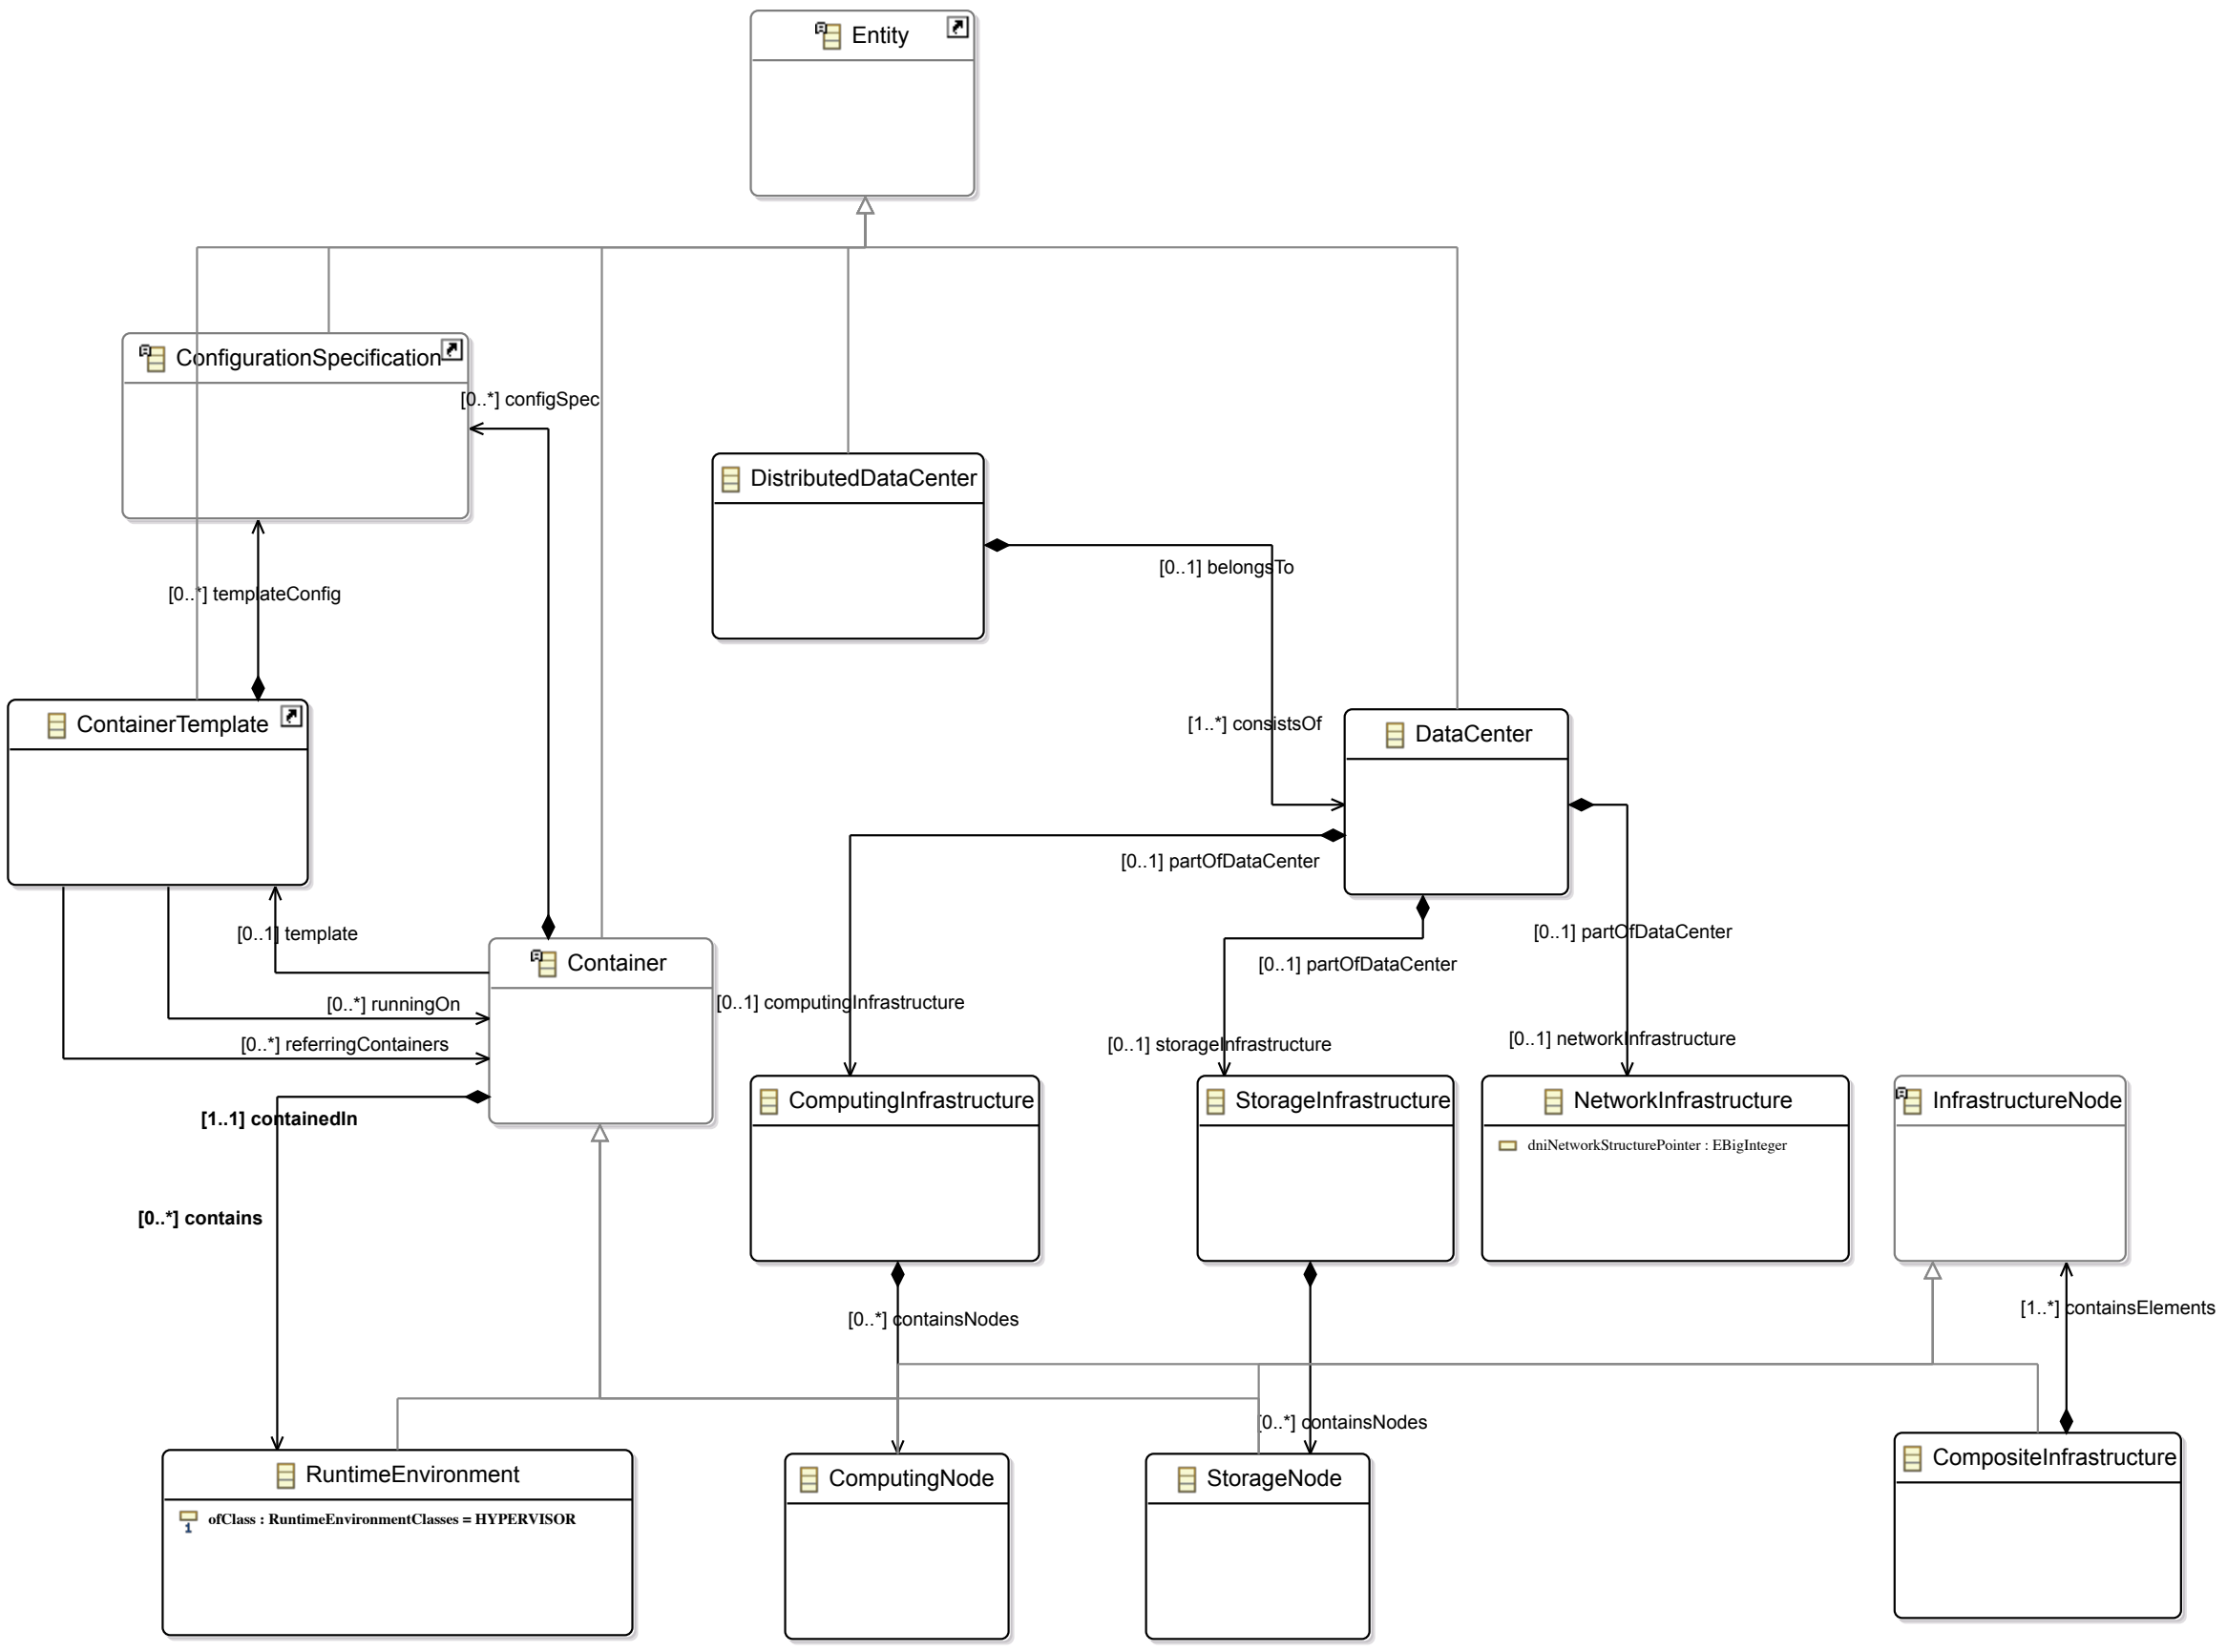 Entity
ConfigurationSpecification
[0..*] configSpec
DistributedDataCenter
[0..1] belongsTo
[0..*] templateConfig
ContainerTemplate
[1..*] consistsOf
DataCenter
[0..1] partOfDataCenter
[0..1] template
[0..1] partOfDataCenter
Container
[0..1] partOfDataCenter
[0..*] runningOn
[0..1] computingInfrastructure
[0..*] referringContainers
[0..1] storageInfrastructure
[0..1] networkInfrastructure
[1..1] containedIn
ComputingInfrastructure
StorageInfrastructure
NetworkInfrastructure
InfrastructureNode
dniNetworkStructurePointer : EBigInteger
[0..*] contains
[0..*] containsNodes
[1..*] containsElements
[0..*] containsNodes
RuntimeEnvironment
ComputingNode
StorageNode
CompositeInfrastructure
1
ofClass : RuntimeEnvironmentClasses = HYPERVISOR